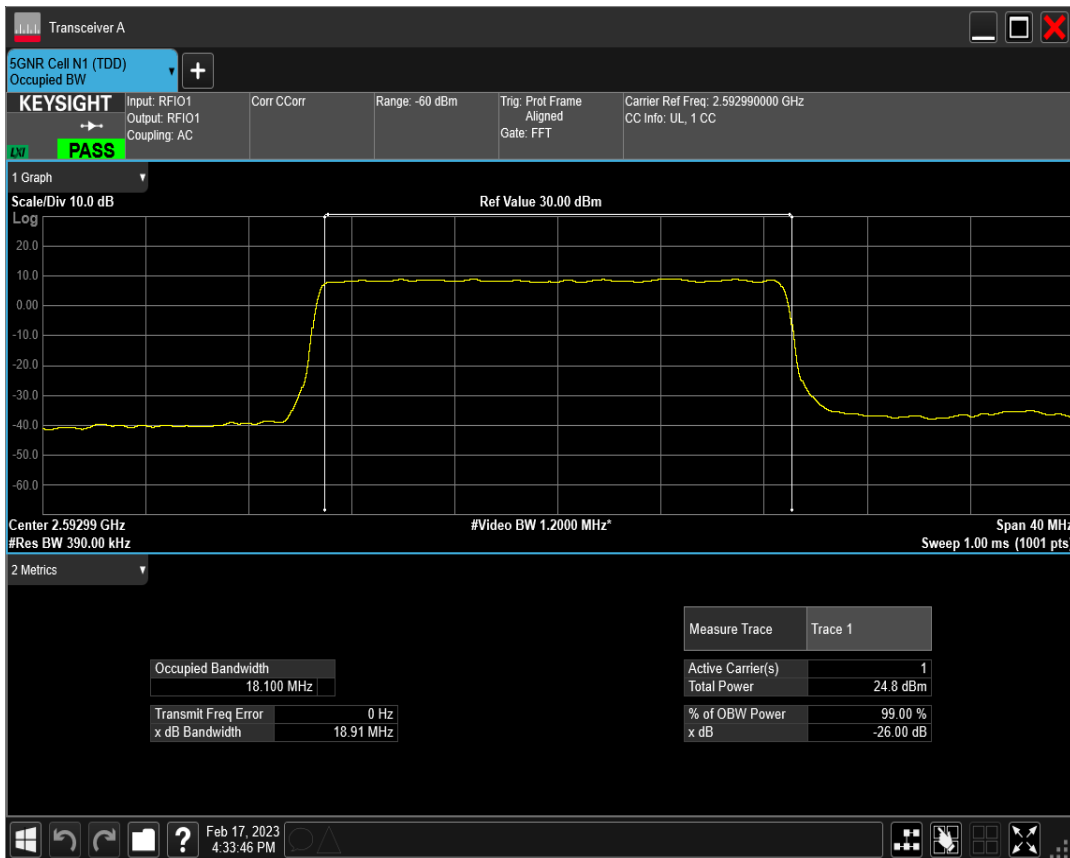 Transceiver A
5GNR Cell N1 (TDD)
Occupied BW
KEYSIGHT
LXI
PASS
Input: RFIO1
Output: RFIO1
Coupling: AC
Corr CCorr
Range: -60 dBm
Trig: Prot Frame
Aligned
Gate: FFT
Carrier Ref Freq: 2.592990000 GHz
CC Info: UL, 1 CC
1 Graph
Scale/Div 10.0 dB
Ref Value 30.00 dBm
Log
20.0
10.0
0.00
-10.0
-20.0
-30.0
-40.0
-50.0
-60.0
Center 2.59299 GHz
#Video BW 1.2000 MHz*
Span 40 MHz
#Res BW 390.00 kHz
Sweep 1.00 ms (1001 pts)
2 Metrics
Measure Trace Trace 1
Occupied Bandwidth
18.100 MHz
Active Carrier(s) 1
Total Power 24.8 dBm
Transmit Freq Error 0 Hz
x dB Bandwidth 18.91 MHz
% of OBW Power 99.00 %
x dB -26.00 dB
?
Feb 17, 2023
4:33:46 PM